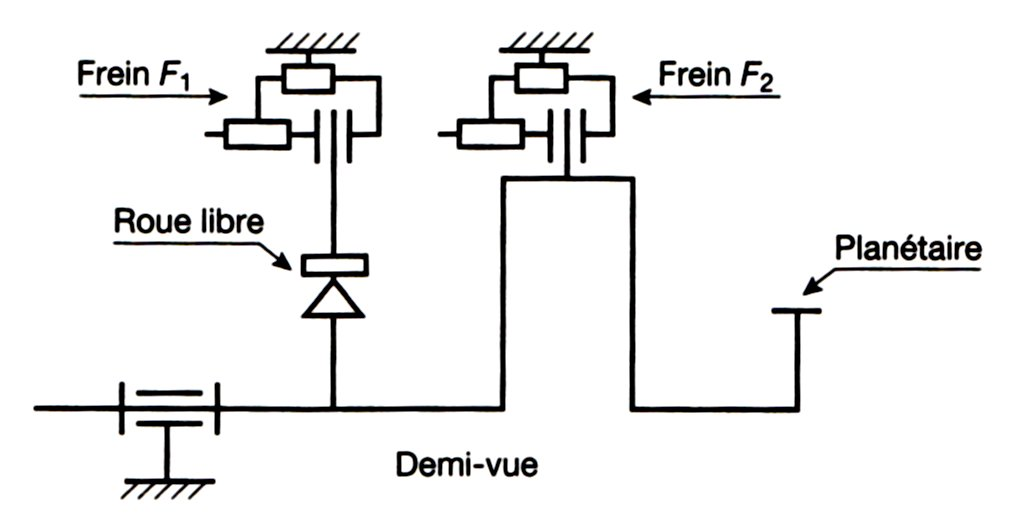 Frein F₁
Frein F₂
Roue libre
Planétaire
Demi-vue